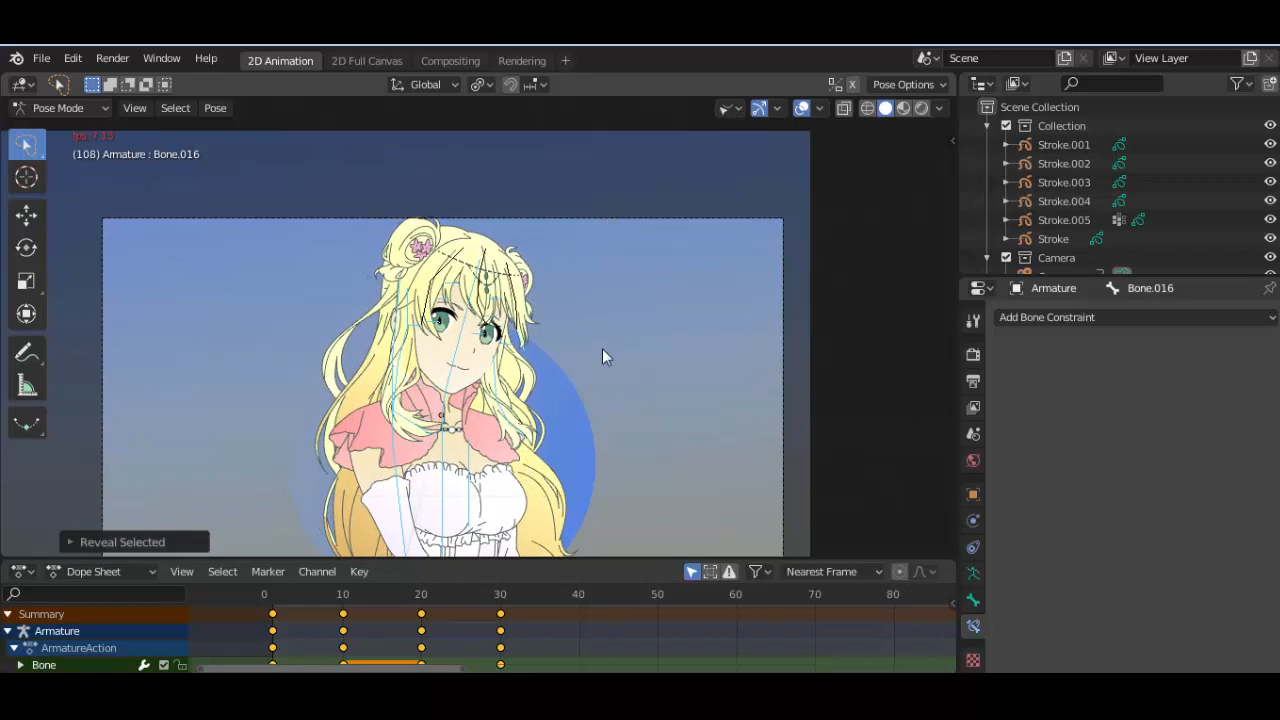 File Edit Render Window Help 2D Animation 2D Full Canvas Compositing Rendering + Scene View Layer
Global X Pose Options
Pose Mode View Select Pose
fps: 7.13
(108) Armature : Bone.016
Scene Collection
Collection
Stroke.001
Stroke.002
Stroke.003
Stroke.004
Stroke.005
Stroke
Camera
Armature Bone.016
Add Bone Constraint
Reveal Selected
Dope Sheet View Select Marker Channel Key Nearest Frame
0 10 20 30 40 50 60 70 80
Summary
Armature
ArmatureAction
Bone